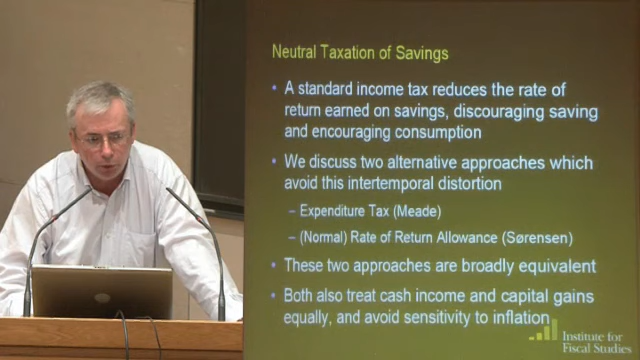 Neutral Taxation of Savings
• A standard income tax reduces the rate of
return earned on savings, discouraging saving
and encouraging consumption
• We discuss two alternative approaches which
avoid this intertemporal distortion
– Expenditure Tax (Meade)
– (Normal) Rate of Return Allowance (Sørensen)
• These two approaches are broadly equivalent
• Both also treat cash income and capital gains
equally, and avoid sensitivity to inflation
Institute for
Fiscal Studies